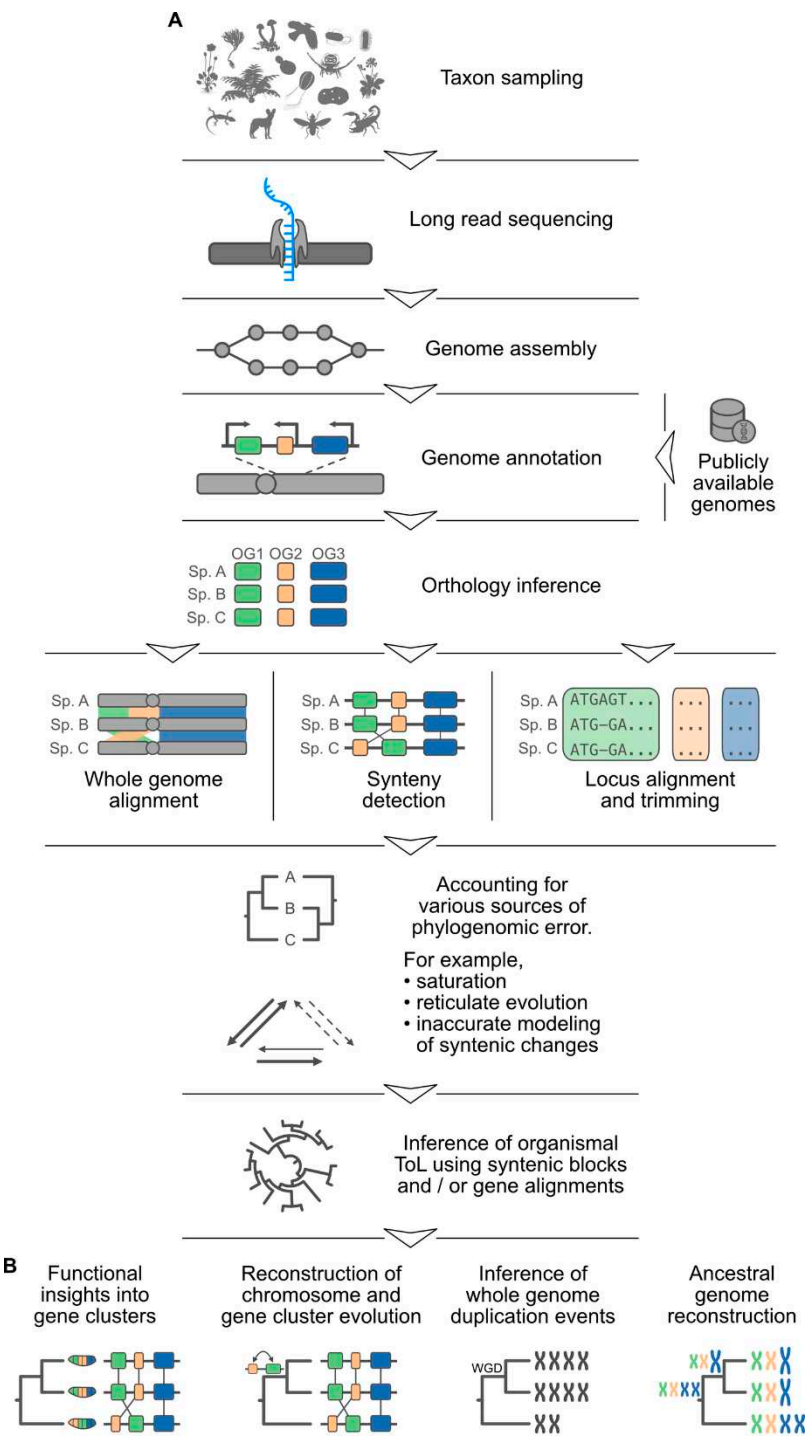 A
Taxon sampling
Long read sequencing
Genome assembly
Genome annotation
Publicly
available
genomes
OG1 OG2 OG3
Sp. A
Sp. B
Sp. C
Orthology inference
Sp. A
Sp. B
Sp. C
Whole genome
alignment
Sp. A
Sp. B
Sp. C
Synteny
detection
Sp. A ATGAGT... ... ...
Sp. B ATG-GA... ... ...
Sp. C ATG-GA... ... ...
Locus alignment
and trimming
A
B
C
Accounting for
various sources of
phylogenomic error.
For example,
• saturation
• reticulate evolution
• inaccurate modeling
of syntenic changes
Inference of organismal
ToL using syntenic blocks
and / or gene alignments
B
Functional
insights into
gene clusters
Reconstruction of
chromosome and
gene cluster evolution
Inference of
whole genome
duplication events
WGD
Ancestral
genome
reconstruction